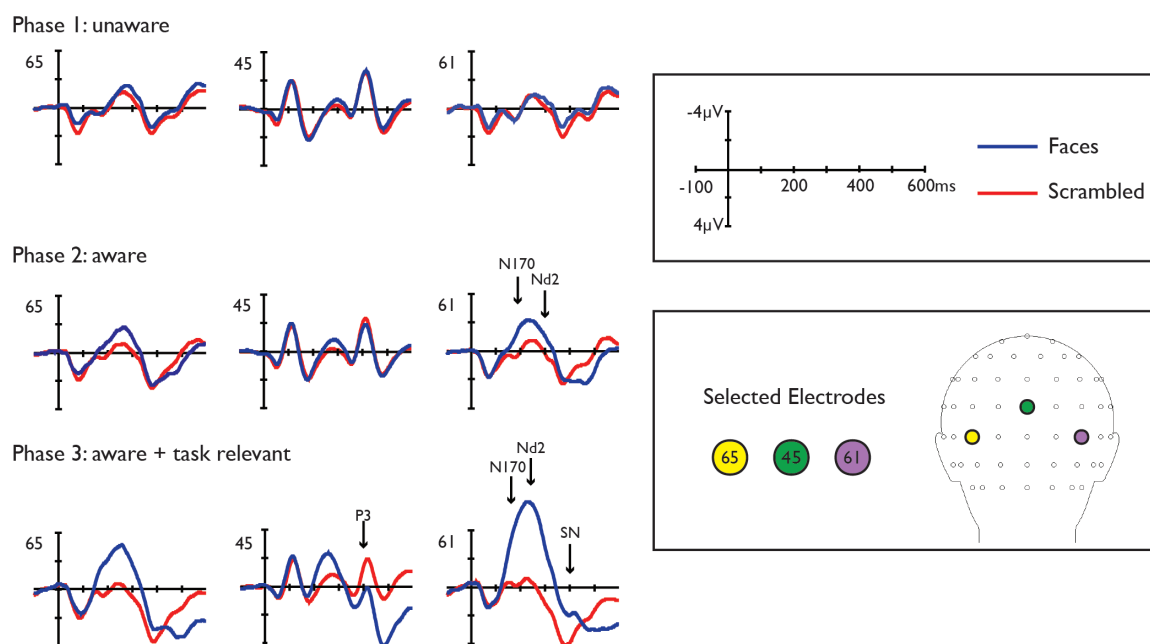 Phase 1: unaware
65
45
61
-4µV
-100
200
400
600ms
4µV
Faces
Scrambled
Phase 2: aware
65
45
61
N170
Nd2
Selected Electrodes
65
45
61
Phase 3: aware + task relevant
65
45
61
P3
N170
Nd2
SN